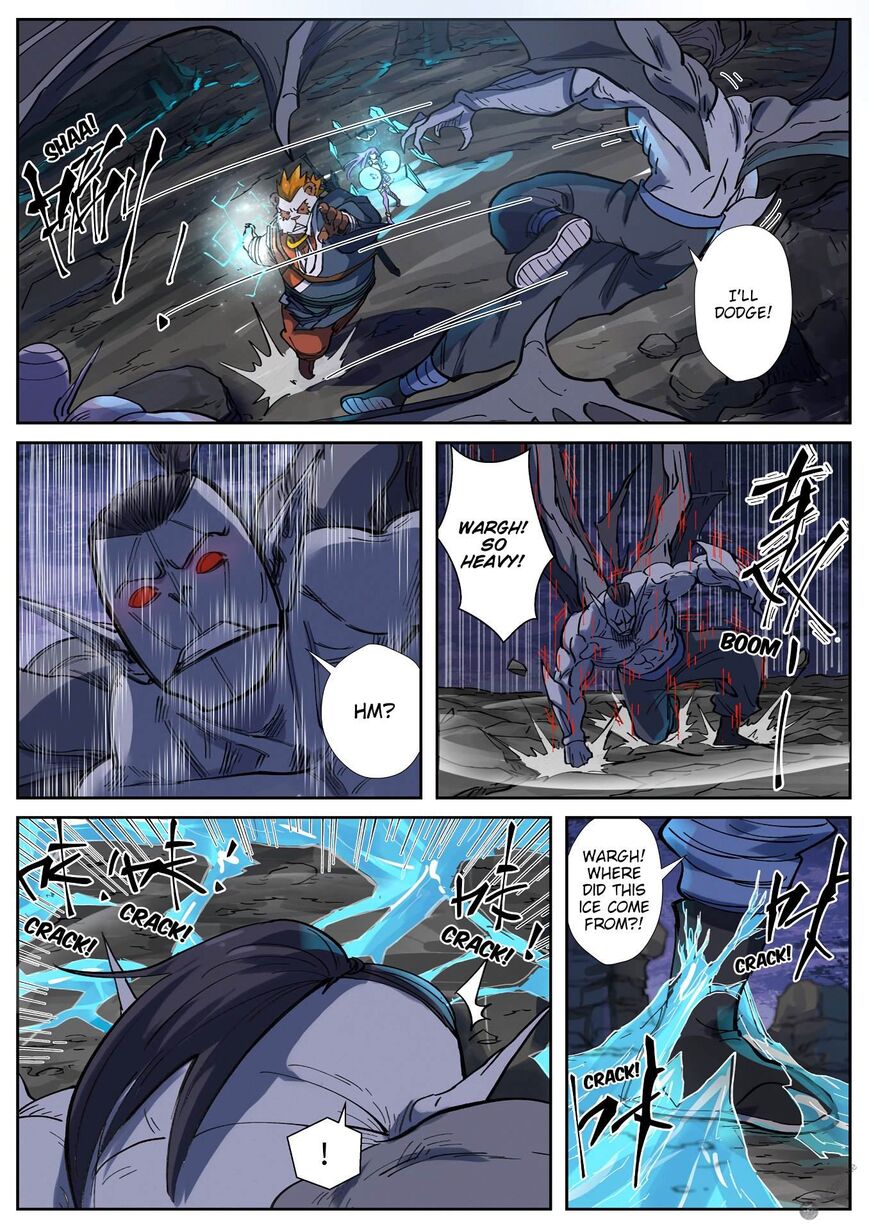 SHAA!
I'LL
DODGE!
HM?
WARGH!
SO
HEAVY!
BOOM
CRACK!
CRACK!
CRACK!
!
WARGH!
WHERE
DID THIS
ICE COME
FROM?!
CRACK!
CRACK!